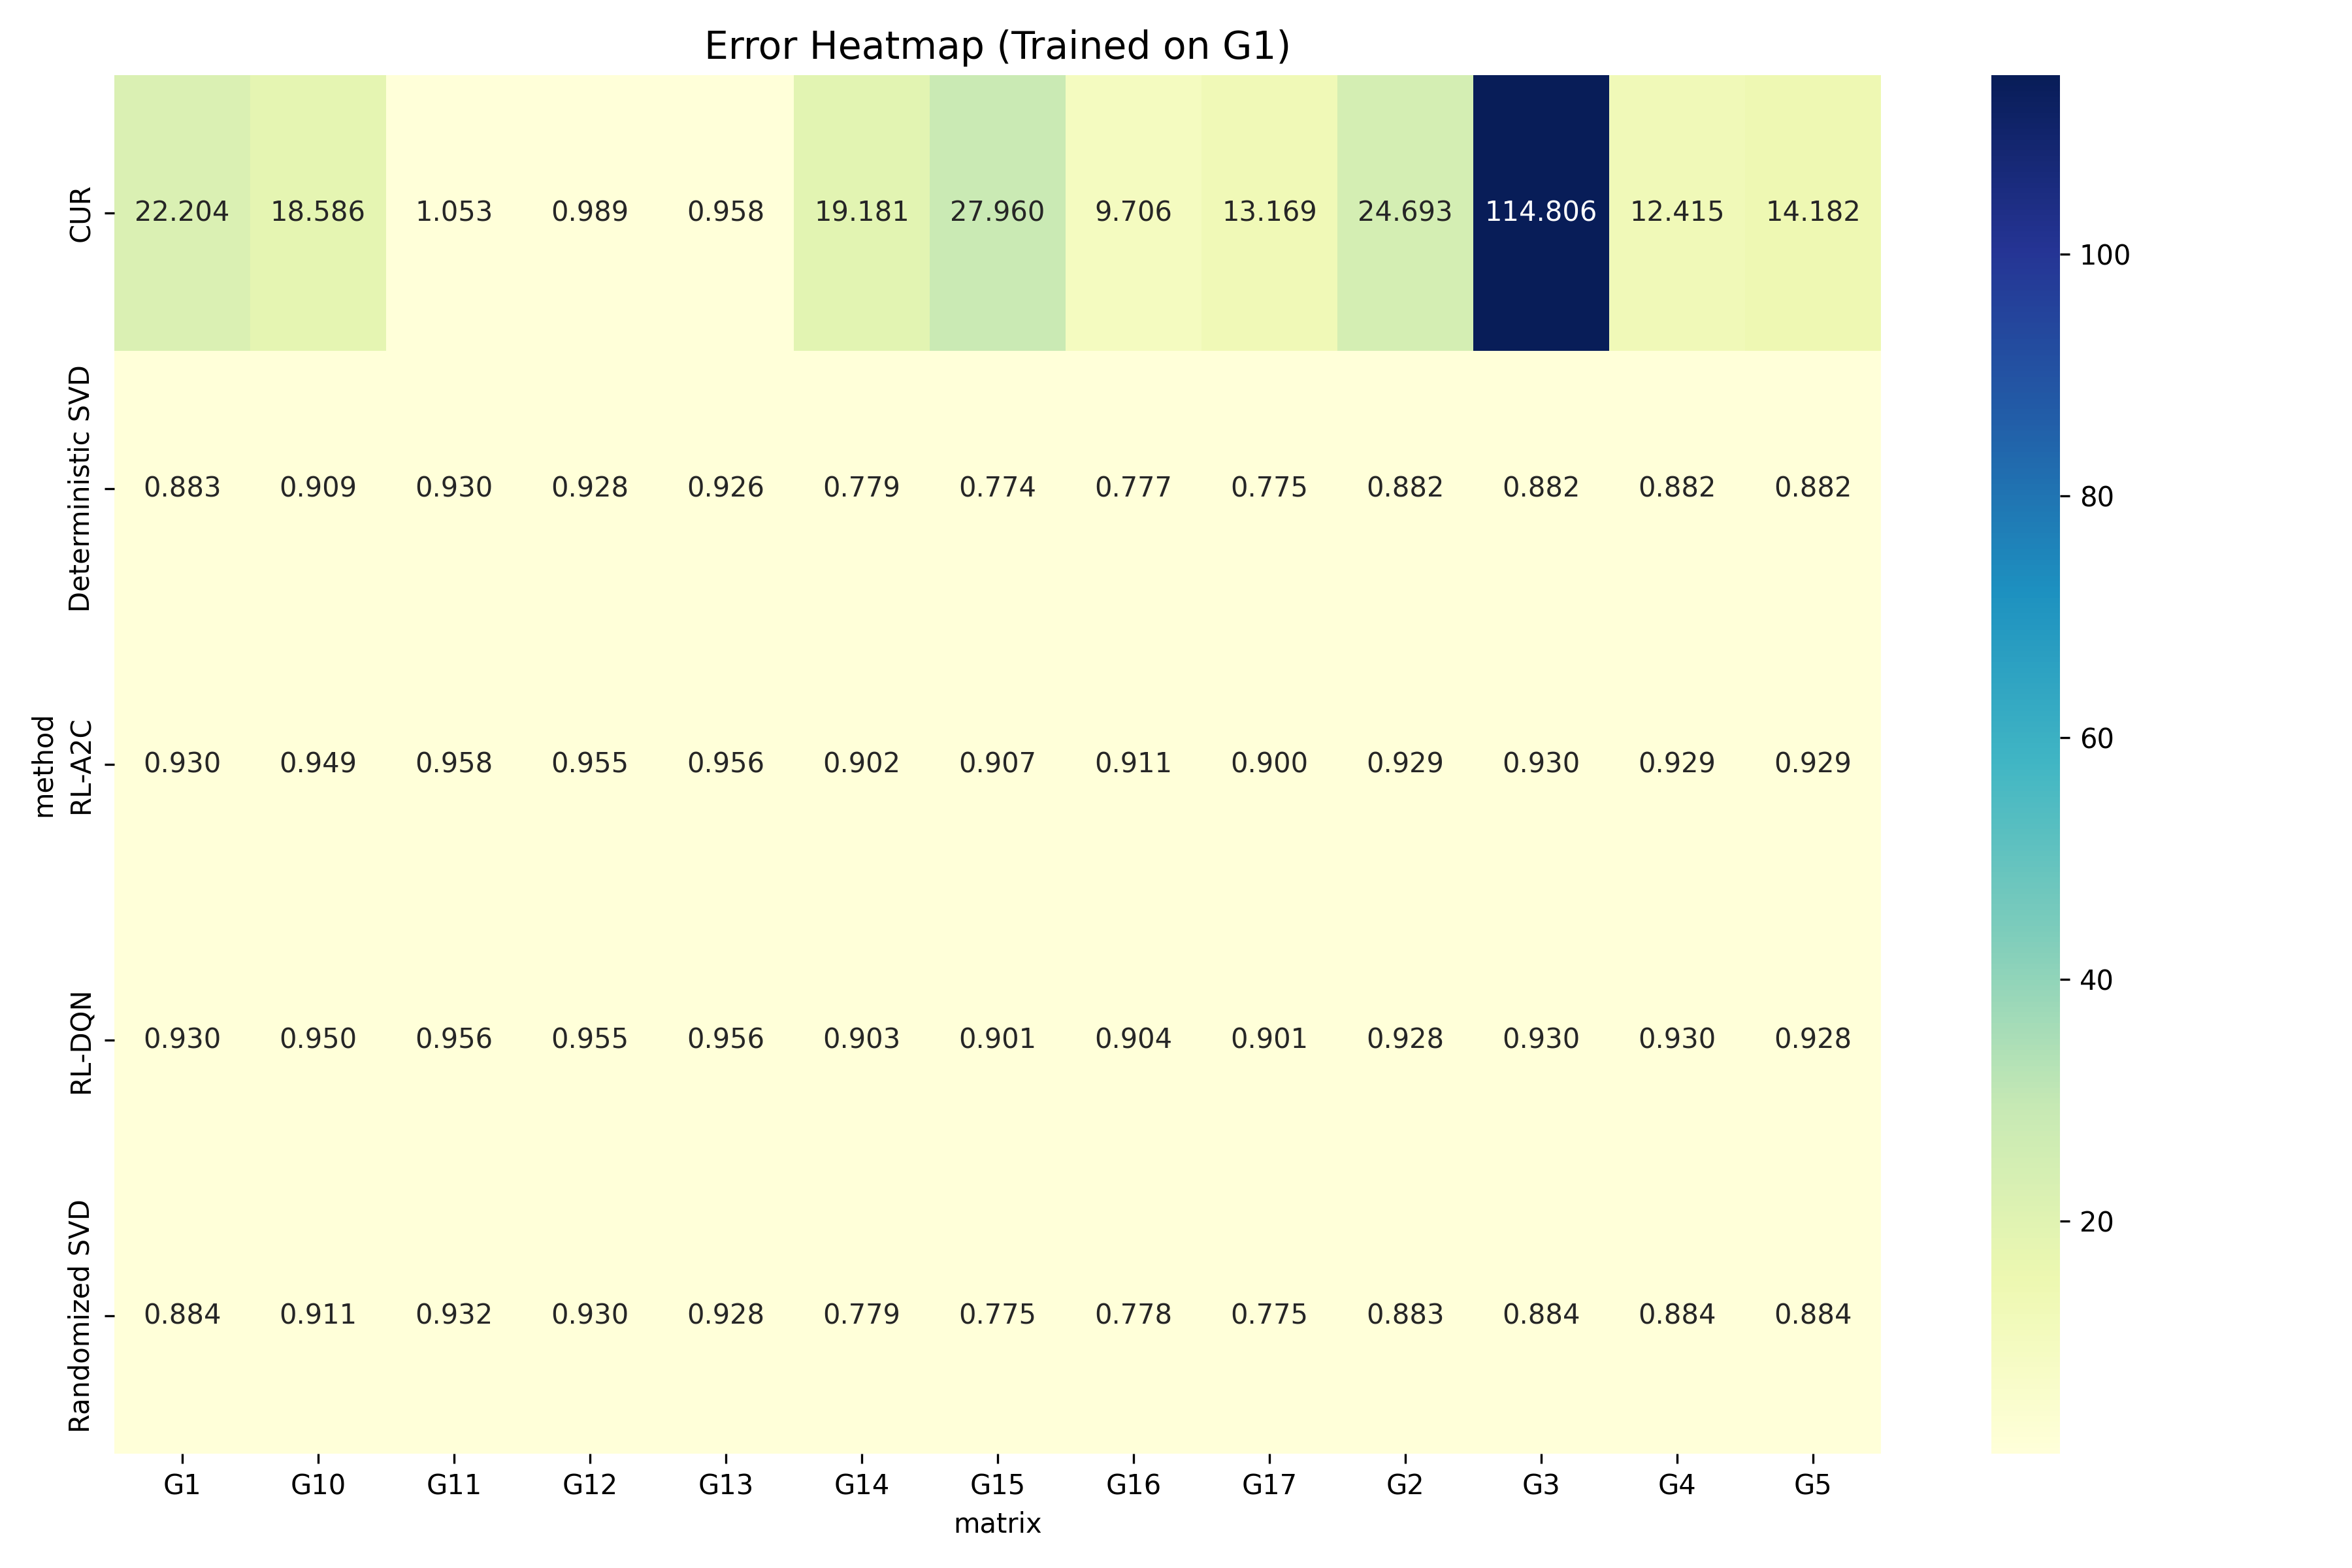 Error Heatmap (Trained on G1)
CUR
22.204 18.586 1.053 0.989 0.958 19.181 27.960 9.706 13.169 24.693 114.806 12.415 14.182
Deterministic SVD
0.883 0.909 0.930 0.928 0.926 0.779 0.774 0.777 0.775 0.882 0.882 0.882 0.882
method
RL-A2C
0.930 0.949 0.958 0.955 0.956 0.902 0.907 0.911 0.900 0.929 0.930 0.929 0.929
RL-DQN
0.930 0.950 0.956 0.955 0.956 0.903 0.901 0.904 0.901 0.928 0.930 0.930 0.928
Randomized SVD
0.884 0.911 0.932 0.930 0.928 0.779 0.775 0.778 0.775 0.883 0.884 0.884 0.884
G1 G10 G11 G12 G13 G14 G15 G16 G17 G2 G3 G4 G5
matrix
100
80
60
40
20